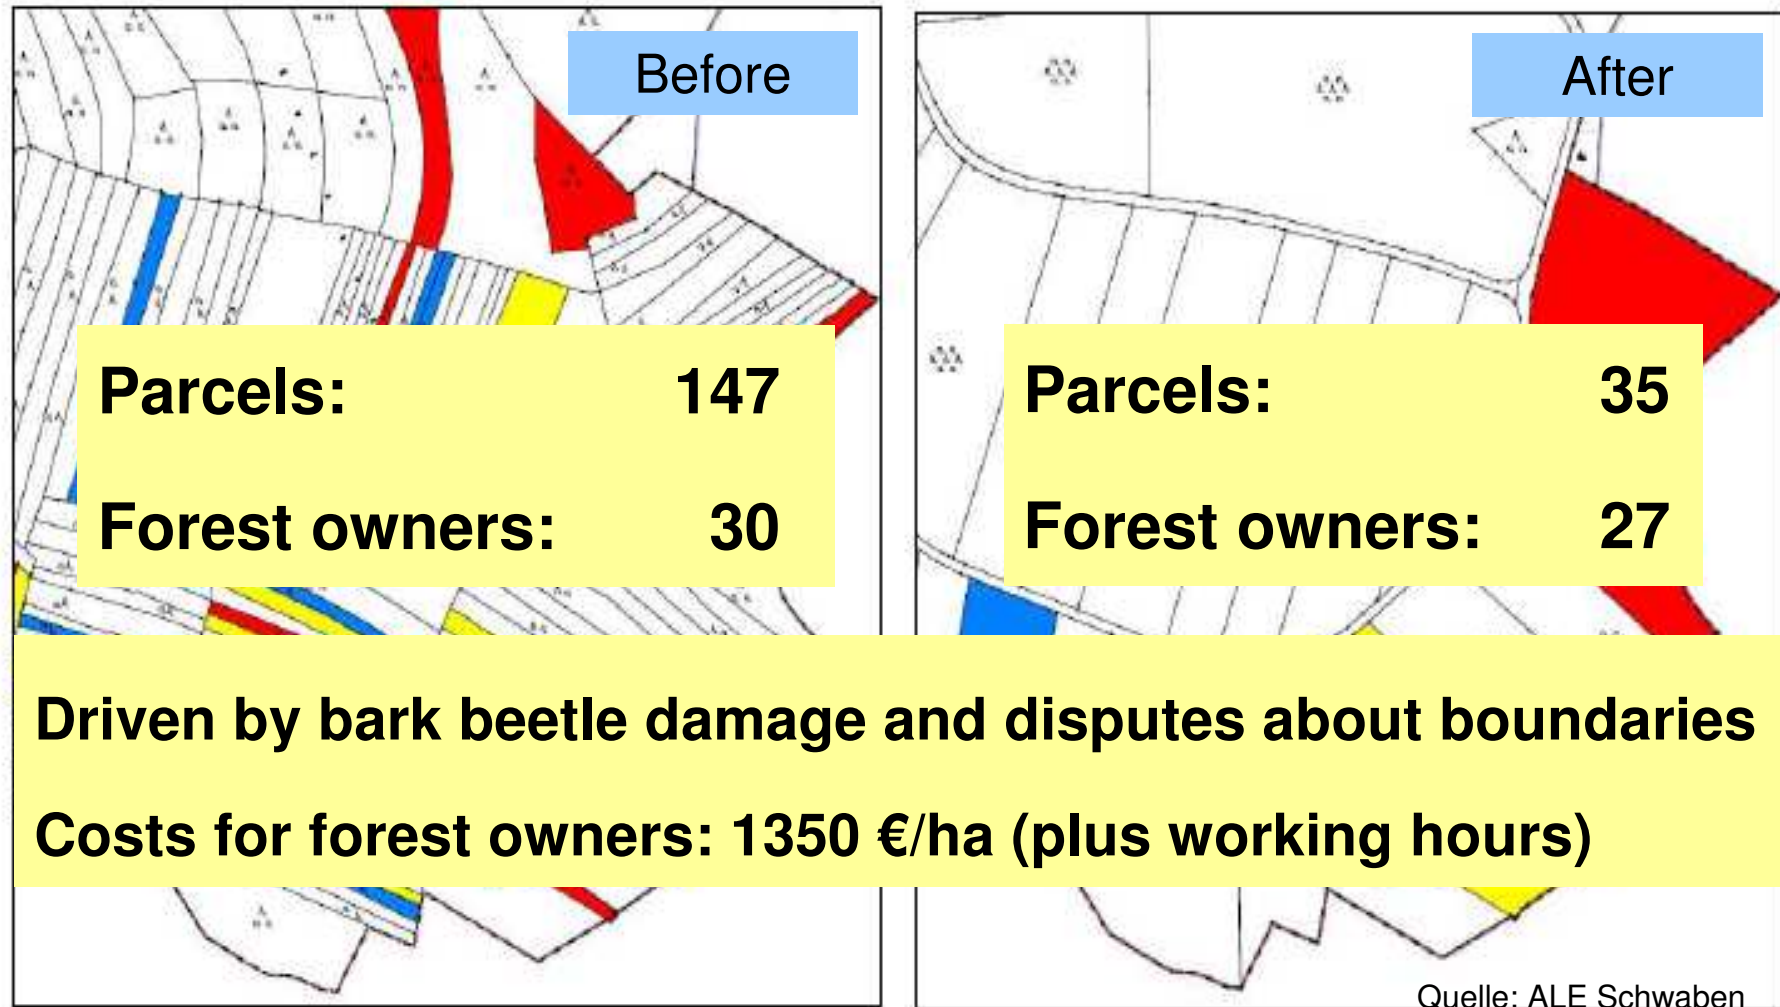 Before
Parcels: 147
Forest owners: 30
After
Parcels: 35
Forest owners: 27
Driven by bark beetle damage and disputes about boundaries
Costs for forest owners: 1350 €/ha (plus working hours)
Quelle: ALE Schwaben